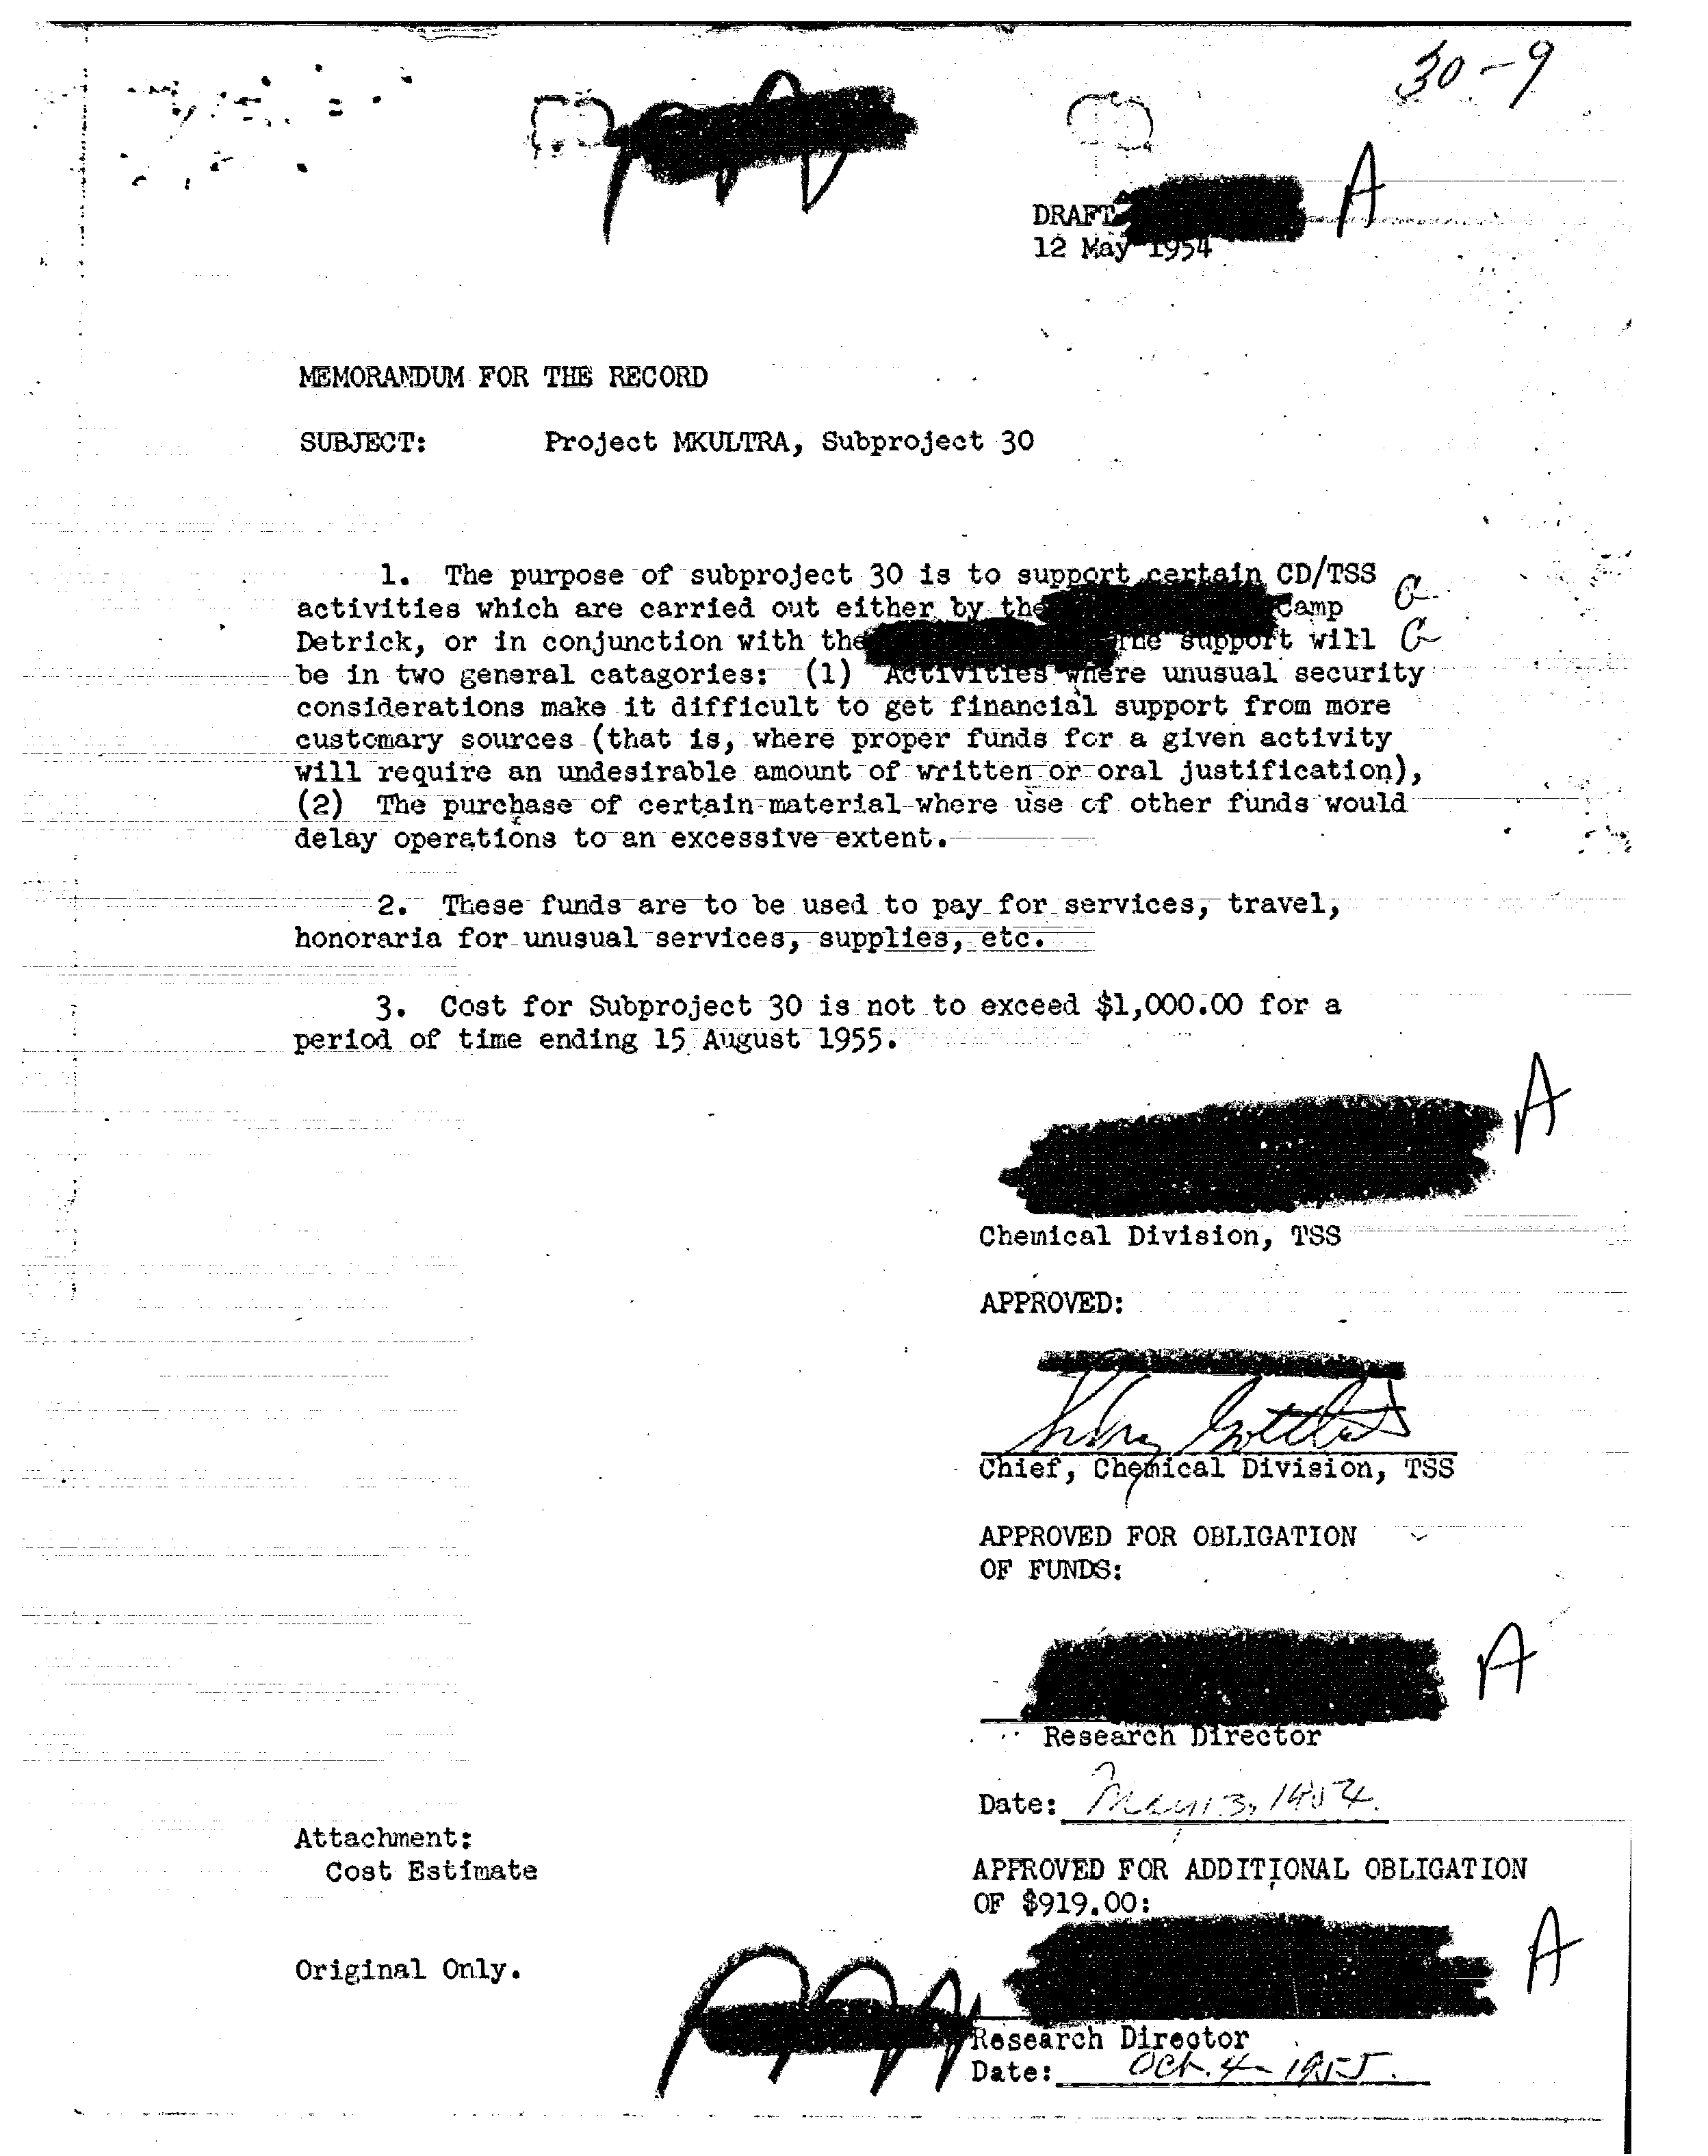 30-9
DRAFT A
12 May 1954
MEMORANDUM FOR THE RECORD
SUBJECT: Project MKULTRA, Subproject 30
1. The purpose of subproject 30 is to support certain CD/TSS
activities which are carried out either by the Camp
Detrick, or in conjunction with the The support will
be in two general catagories: (1) Activities where unusual security
considerations make it difficult to get financial support from more
customary sources (that is, where proper funds for a given activity
will require an undesirable amount of written or oral justification),
(2) The purchase of certain material where use of other funds would
delay operations to an excessive extent.
2. These funds are to be used to pay for services, travel,
honoraria for unusual services, supplies, etc.
3. Cost for Subproject 30 is not to exceed $1,000.00 for a
period of time ending 15 August 1955.
A
Chemical Division, TSS
APPROVED:
Sidney Gottlieb
Chief, Chemical Division, TSS
APPROVED FOR OBLIGATION
OF FUNDS:
A
Research Director
Date: May 13, 1954.
Attachment:
Cost Estimate
APPROVED FOR ADDITIONAL OBLIGATION
OF $919.00:
A
Original Only.
Research Director
Date: Oct. 4 - 1955.